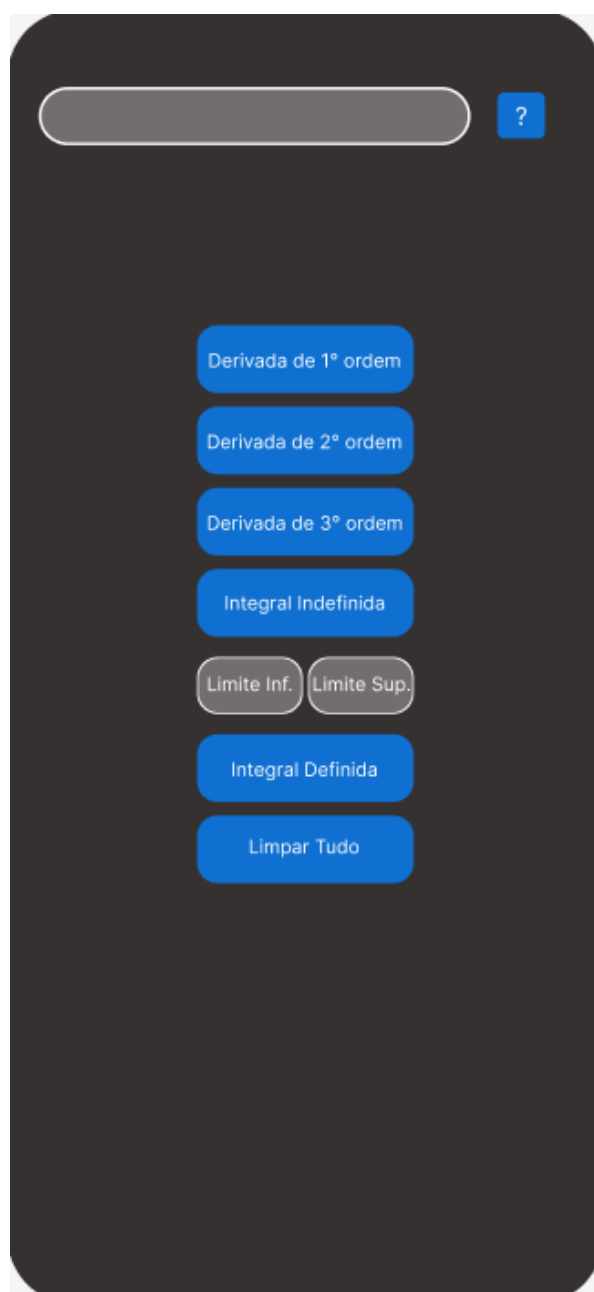 ?
Derivada de 1° ordem
Derivada de 2° ordem
Derivada de 3° ordem
Integral Indefinida
Limite Inf. Limite Sup.
Integral Definida
Limpar Tudo